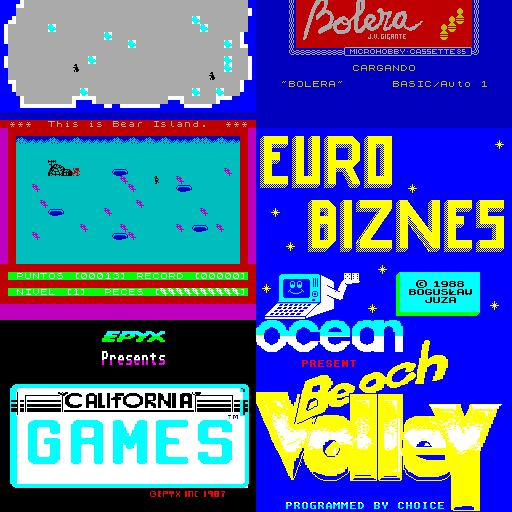 Bolera
J.V. GIGANTE
MICROHOBBY-CASSETTE 85
CARGANDO
"BOLERA" BASIC/Auto 1
*** This is Bear Island. ***
PUNTOS [00013] RECORD [00000]
NIVEL [1] PECES [%%%%%%%%%%]
EURO
BIZNES
© 1988
BOGUSŁAW
JUZA
EPYX
Presents
CALIFORNIA
GAMES™
©EPYX INC 1987
ocean
PRESENT
Beach
Volley
PROGRAMMED BY CHOICE